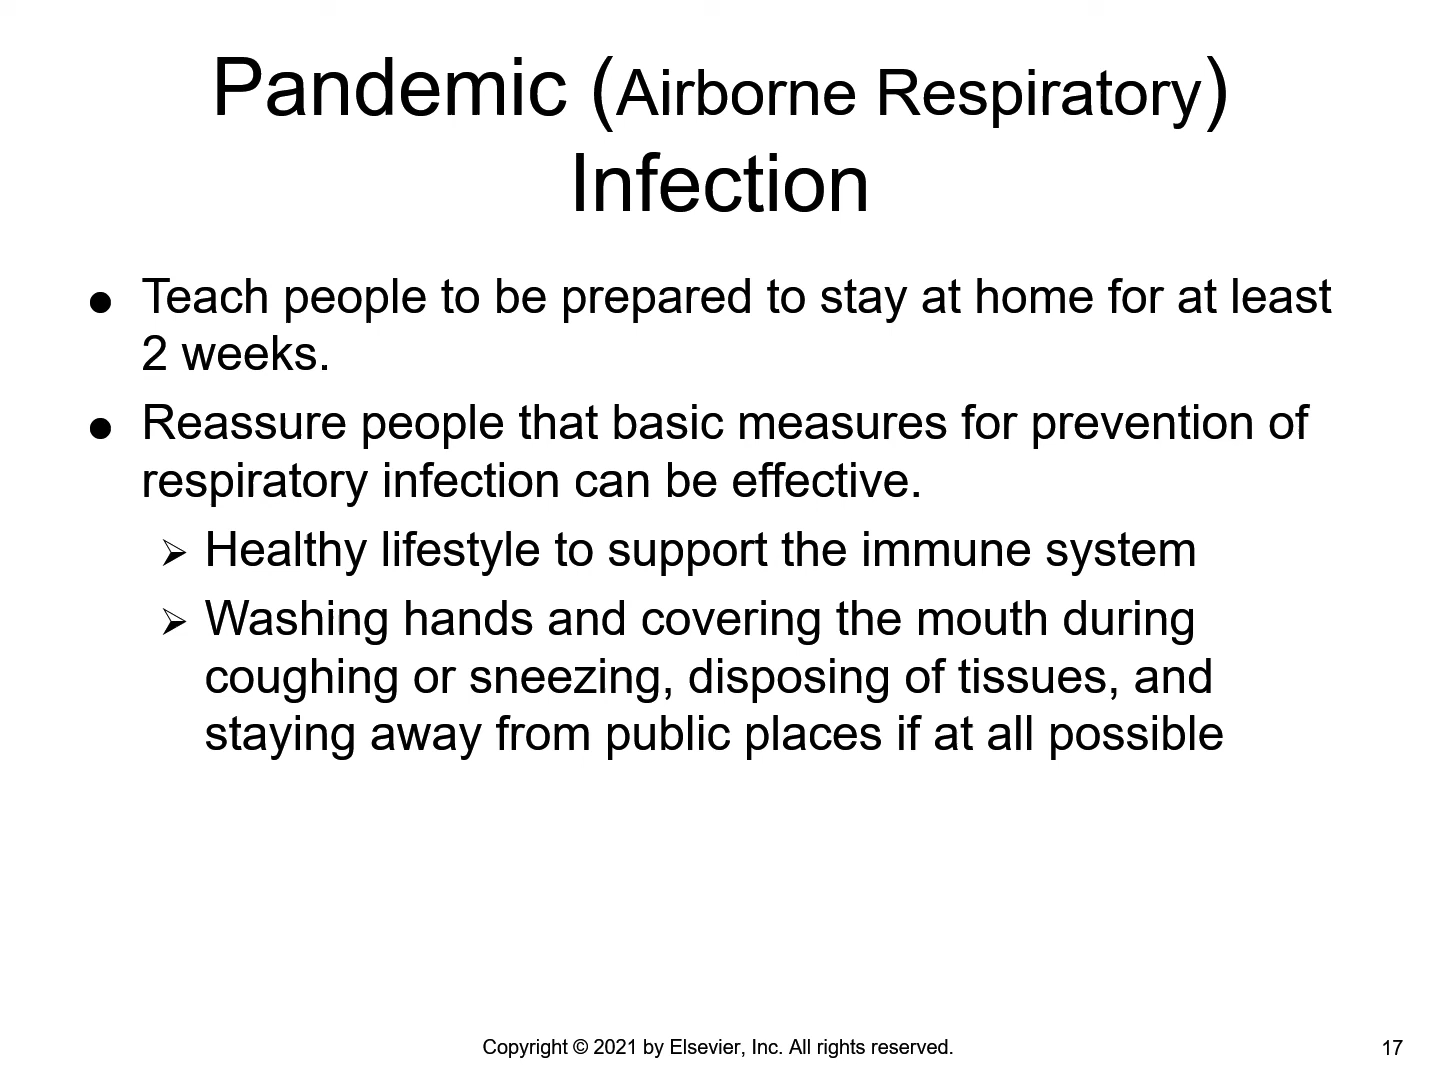 Pandemic (Airborne Respiratory)
Infection
● Teach people to be prepared to stay at home for at least
2 weeks.
● Reassure people that basic measures for prevention of
respiratory infection can be effective.
➢ Healthy lifestyle to support the immune system
➢ Washing hands and covering the mouth during
coughing or sneezing, disposing of tissues, and
staying away from public places if at all possible
Copyright © 2021 by Elsevier, Inc. All rights reserved.
17